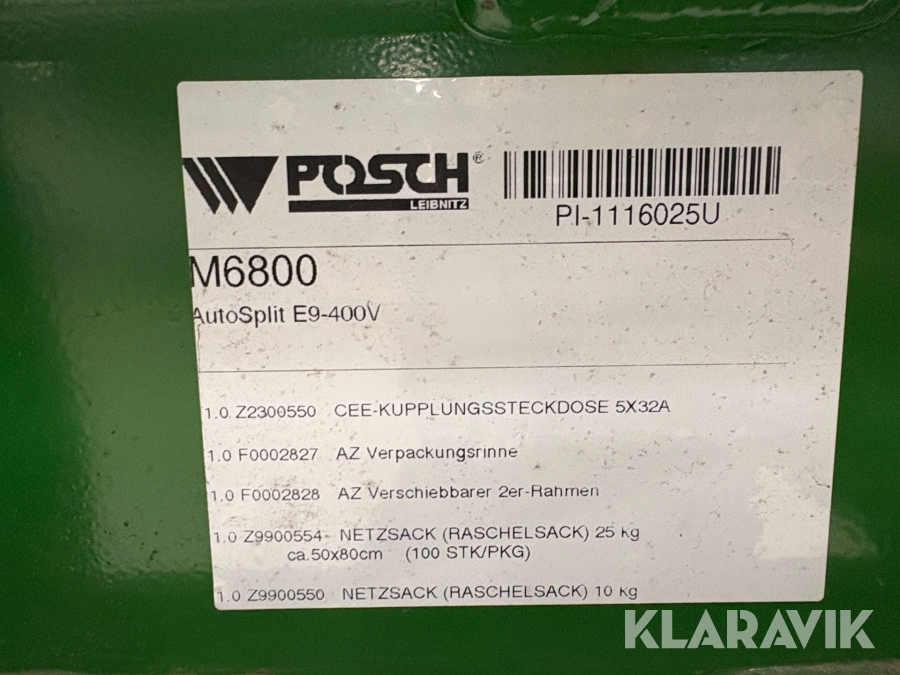 POSCH®
LEIBNITZ
PI-1116025U
M6800
AutoSplit E9-400V
1.0 Z2300550 CEE-KUPPLUNGSSTECKDOSE 5X32A
1.0 F0002827 AZ Verpackungsrinne
1.0 F0002828 AZ Verschiebbarer 2er-Rahmen
1.0 Z9900554 NETZSACK (RASCHELSACK) 25 kg
ca.50x80cm (100 STK/PKG)
1.0 Z9900550 NETZSACK (RASCHELSACK) 10 kg
KLARAVIK